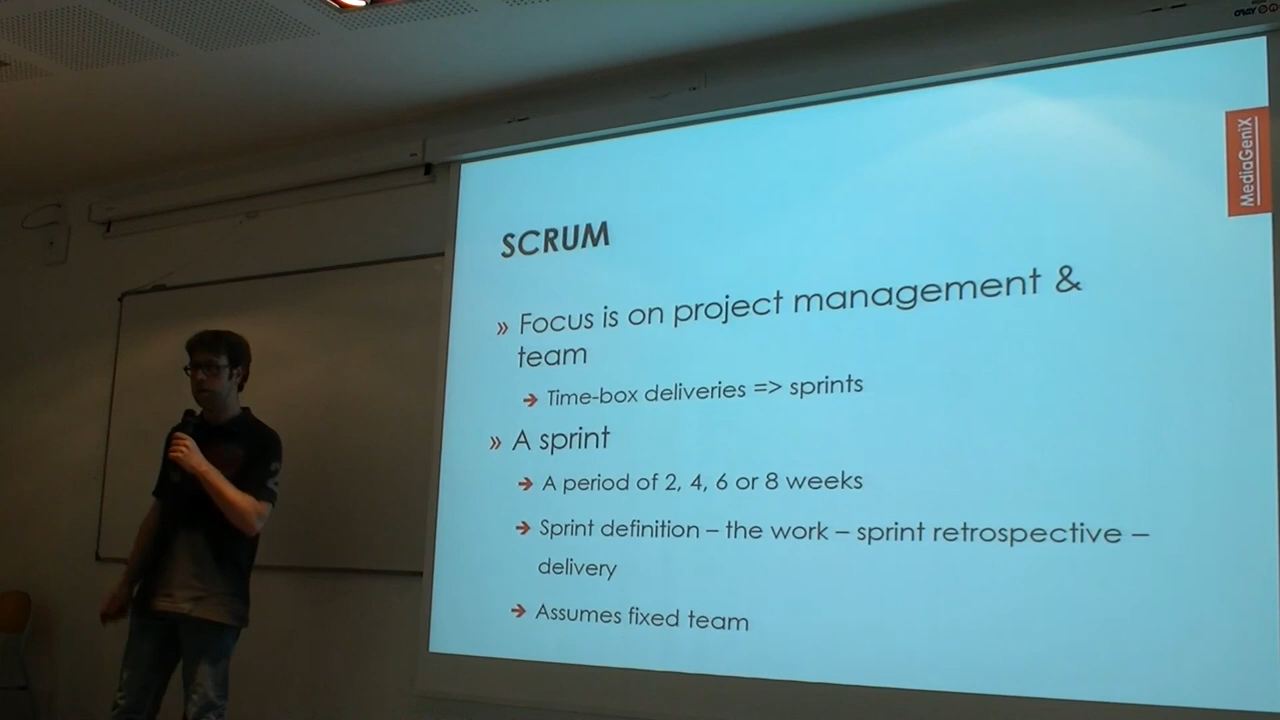 MediaGeniX
SCRUM
» Focus is on project management &
team
➔ Time-box deliveries => sprints
» A sprint
➔ A period of 2, 4, 6 or 8 weeks
➔ Sprint definition – the work – sprint retrospective –
delivery
➔ Assumes fixed team